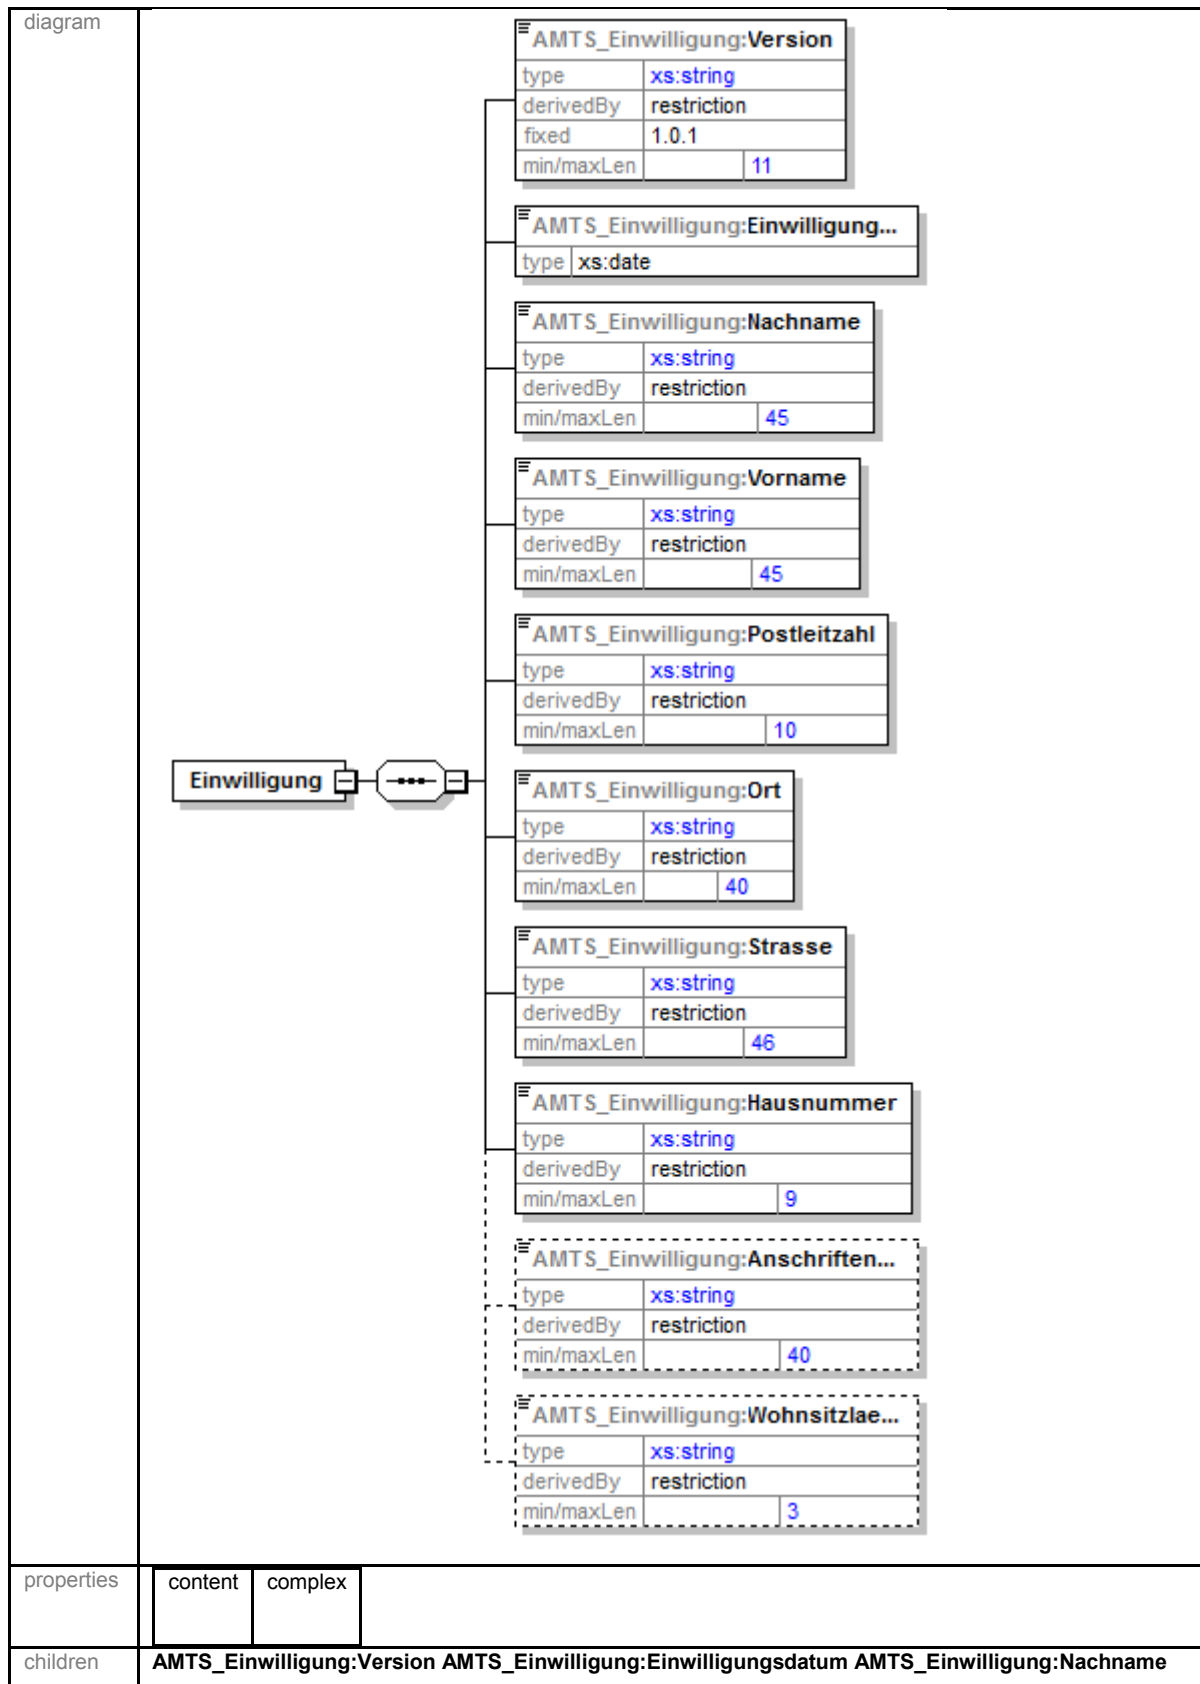 diagram
AMTS_Einwilligung:Version
type xs:string
derivedBy restriction
fixed 1.0.1
min/maxLen 11
AMTS_Einwilligung:Einwilligung...
type xs:date
AMTS_Einwilligung:Nachname
type xs:string
derivedBy restriction
min/maxLen 45
AMTS_Einwilligung:Vorname
type xs:string
derivedBy restriction
min/maxLen 45
AMTS_Einwilligung:Postleitzahl
type xs:string
derivedBy restriction
min/maxLen 10
Einwilligung
AMTS_Einwilligung:Ort
type xs:string
derivedBy restriction
min/maxLen 40
AMTS_Einwilligung:Strasse
type xs:string
derivedBy restriction
min/maxLen 46
AMTS_Einwilligung:Hausnummer
type xs:string
derivedBy restriction
min/maxLen 9
AMTS_Einwilligung:Anschriften...
type xs:string
derivedBy restriction
min/maxLen 40
AMTS_Einwilligung:Wohnsitzlae...
type xs:string
derivedBy restriction
min/maxLen 3
properties content complex
children AMTS_Einwilligung:Version AMTS_Einwilligung:Einwilligungsdatum AMTS_Einwilligung:Nachname